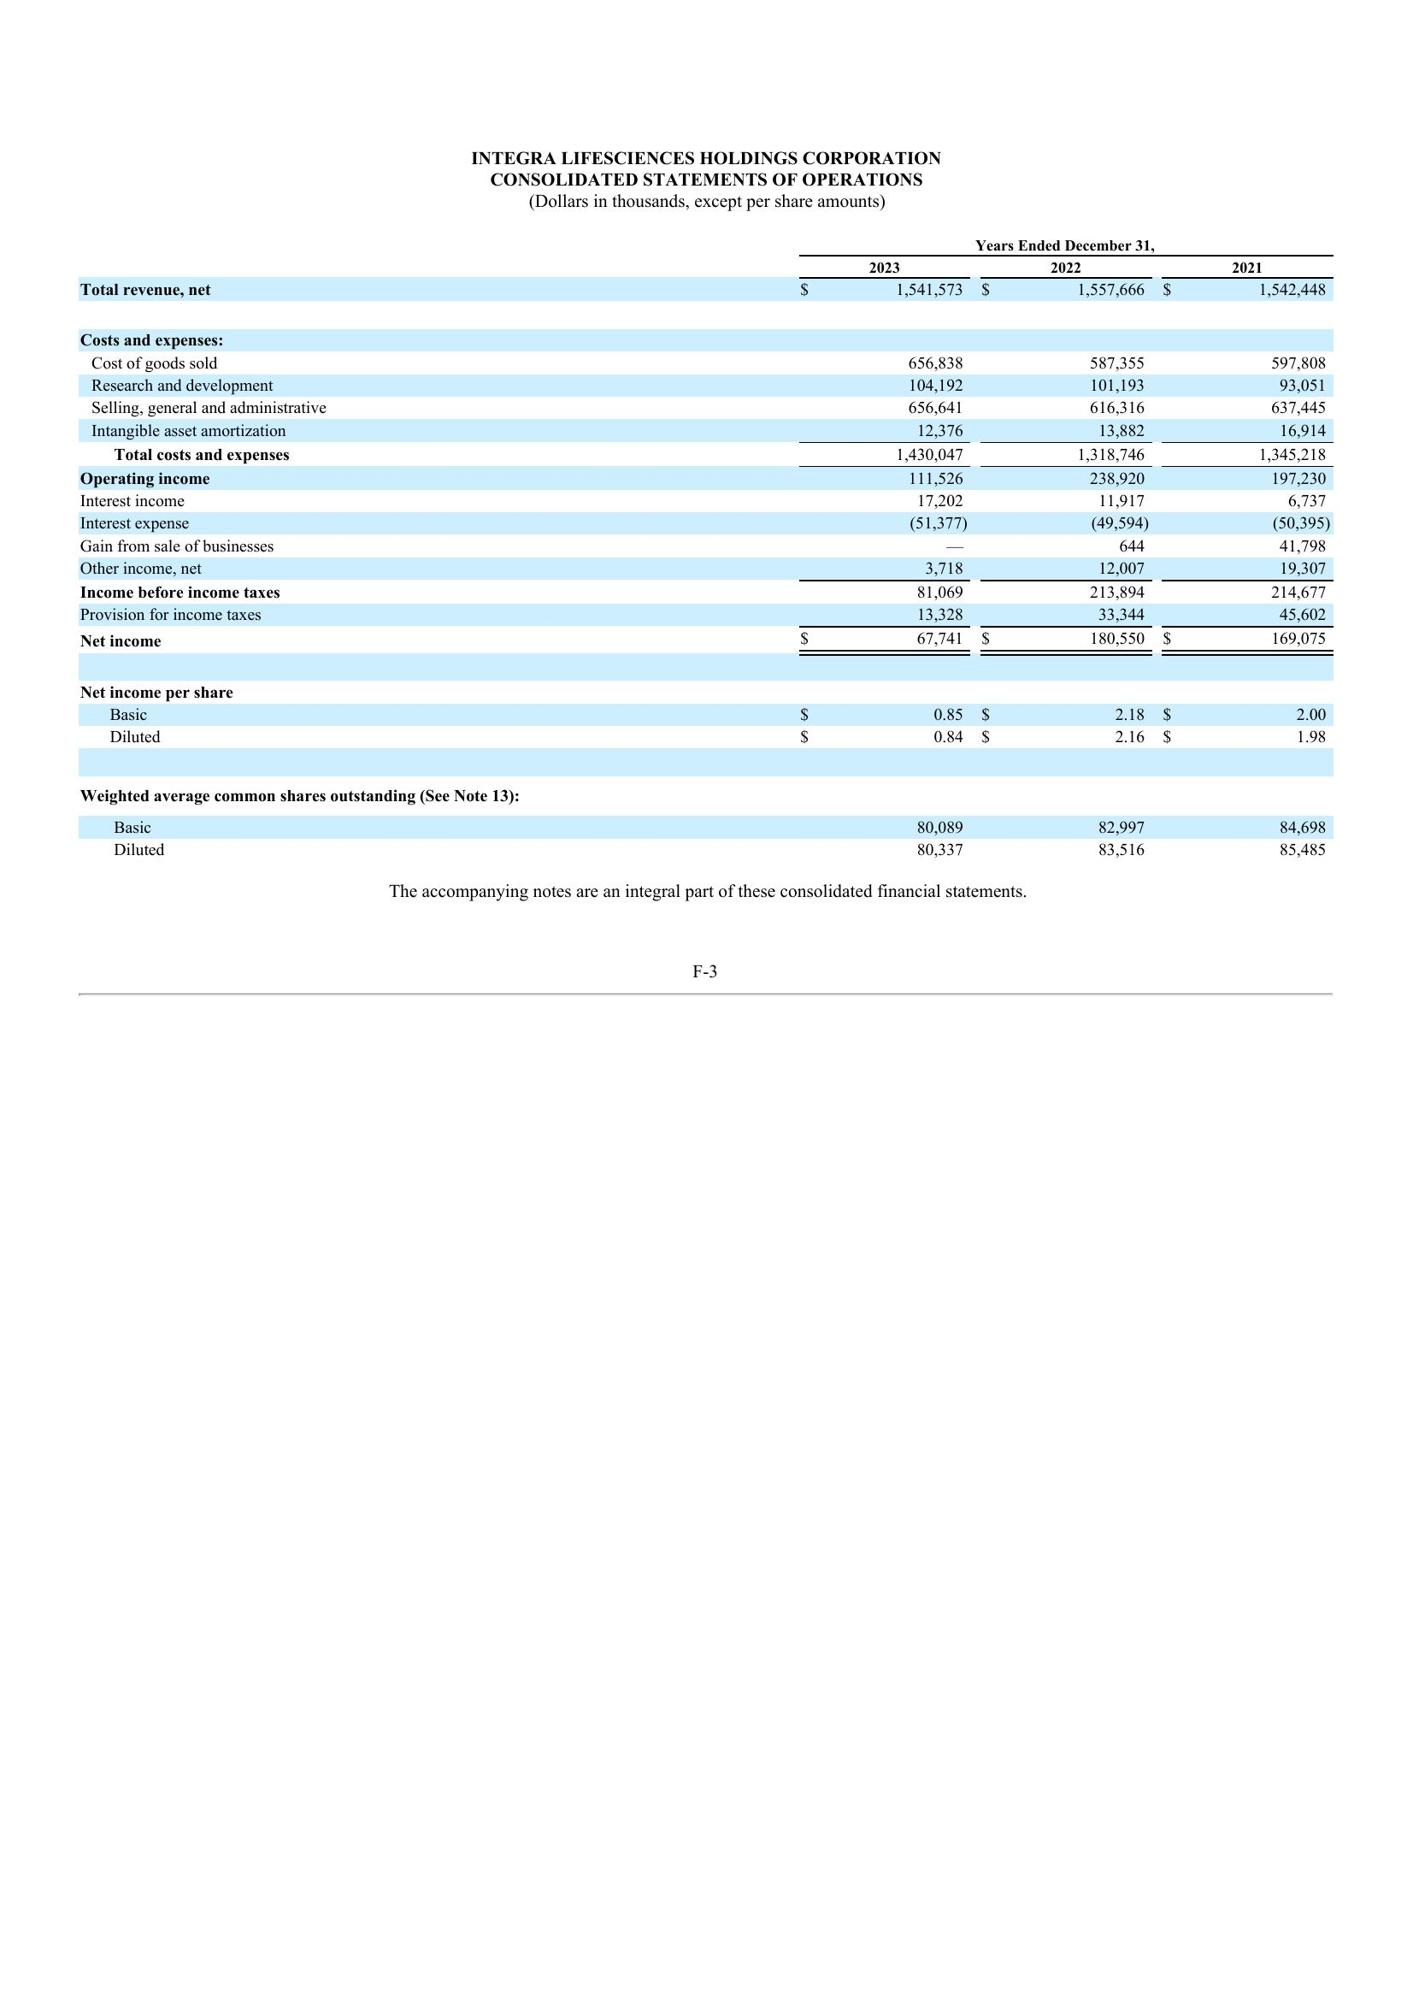 INTEGRA LIFESCIENCES HOLDINGS CORPORATION
CONSOLIDATED STATEMENTS OF OPERATIONS
(Dollars in thousands, except per share amounts)
Years Ended December 31,
2023 2022 2021
Total revenue, net $ 1,541,573 $ 1,557,666 $ 1,542,448
Costs and expenses:
Cost of goods sold 656,838 587,355 597,808
Research and development 104,192 101,193 93,051
Selling, general and administrative 656,641 616,316 637,445
Intangible asset amortization 12,376 13,882 16,914
Total costs and expenses 1,430,047 1,318,746 1,345,218
Operating income 111,526 238,920 197,230
Interest income 17,202 11,917 6,737
Interest expense (51,377) (49,594) (50,395)
Gain from sale of businesses — 644 41,798
Other income, net 3,718 12,007 19,307
Income before income taxes 81,069 213,894 214,677
Provision for income taxes 13,328 33,344 45,602
Net income $ 67,741 $ 180,550 $ 169,075
Net income per share
Basic $ 0.85 $ 2.18 $ 2.00
Diluted $ 0.84 $ 2.16 $ 1.98
Weighted average common shares outstanding (See Note 13):
Basic 80,089 82,997 84,698
Diluted 80,337 83,516 85,485
The accompanying notes are an integral part of these consolidated financial statements.
F-3